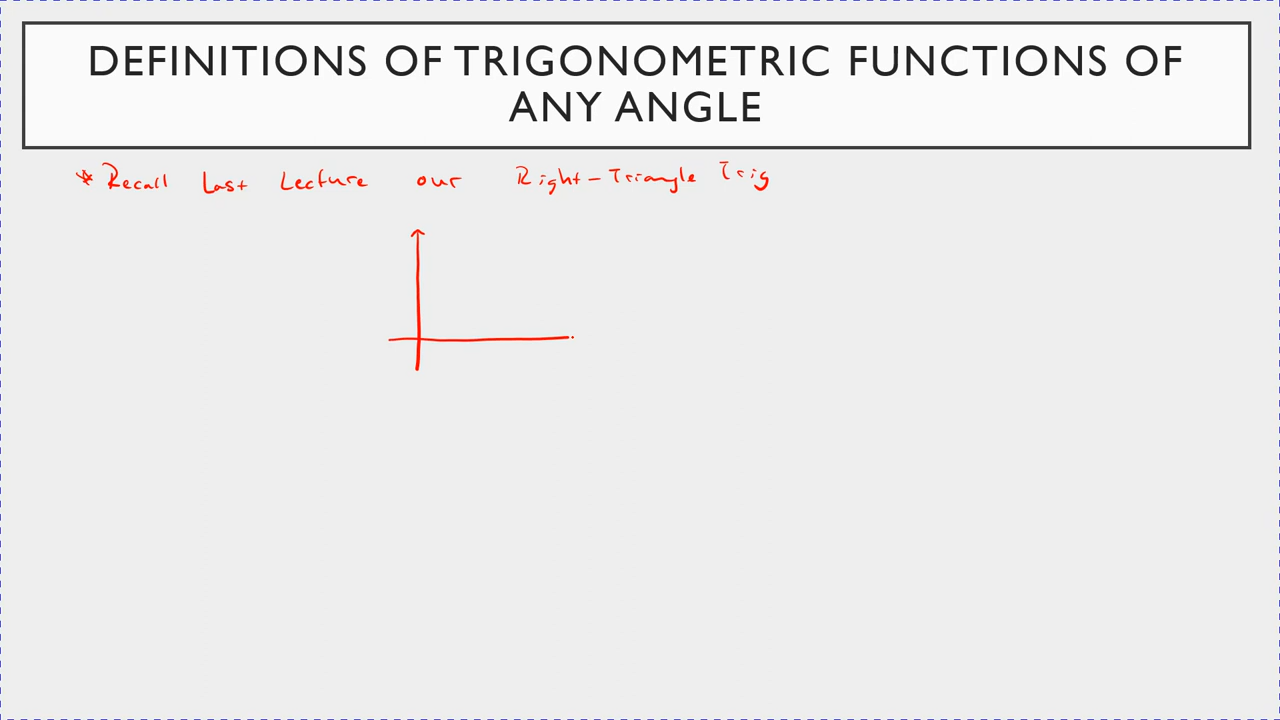 DEFINITIONS OF TRIGONOMETRIC FUNCTIONS OF
ANY ANGLE
* Recall Last Lecture our Right-Triangle Trig